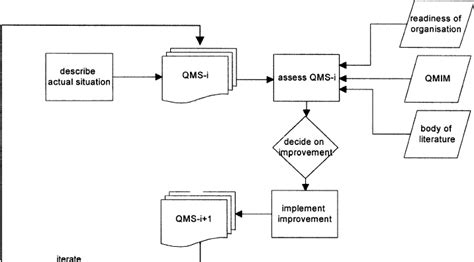 readiness of
organisation
describe
actual situation
QMS-i
assess QMS-i
QMIM
body of
literature
decide on
improvement
implement
improvement
QMS-i+1
iterate